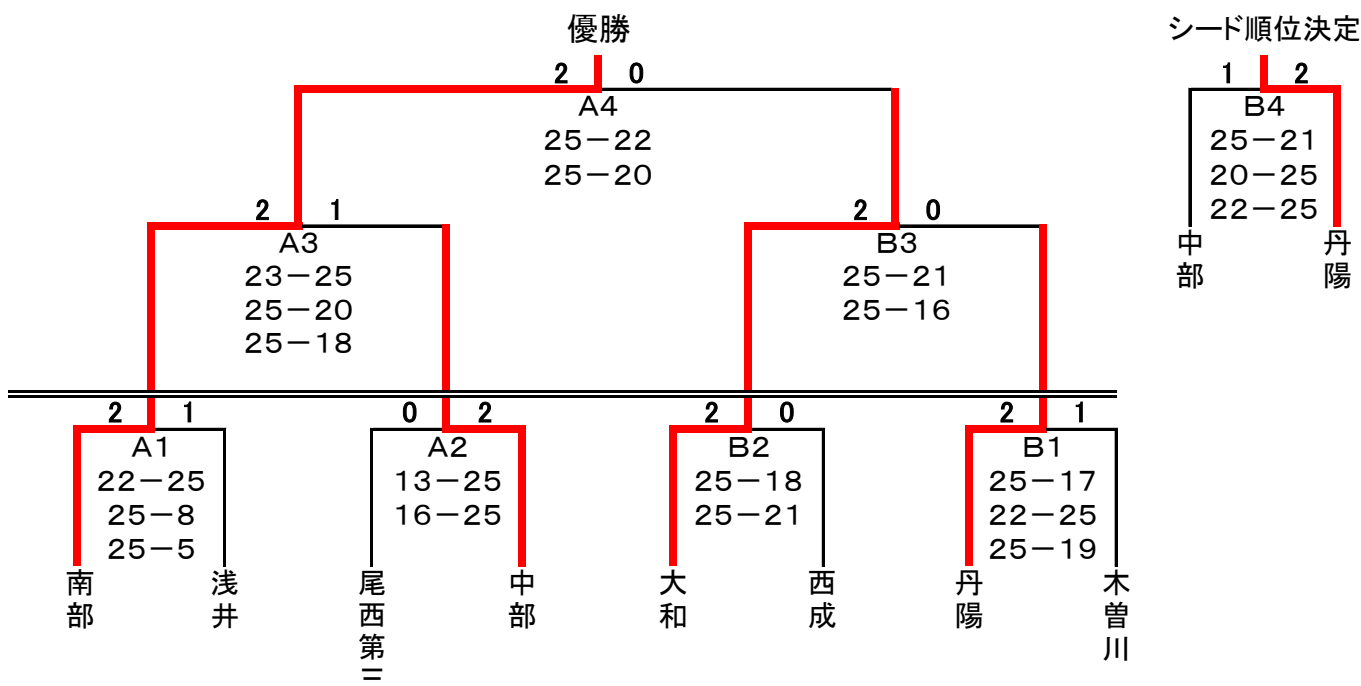 優勝
シード順位決定
2 0
A4
25－22
25－20
1 2
B4
25－21
20－25
22－25
中部
丹陽
2 1
A3
23－25
25－20
25－18
2 0
B3
25－21
25－16
2 1
A1
22－25
25－8
25－5
0 2
A2
13－25
16－25
2 0
B2
25－18
25－21
2 1
B1
25－17
22－25
25－19
南部
浅井
尾西第三
中部
大和
西成
丹陽
木曽川